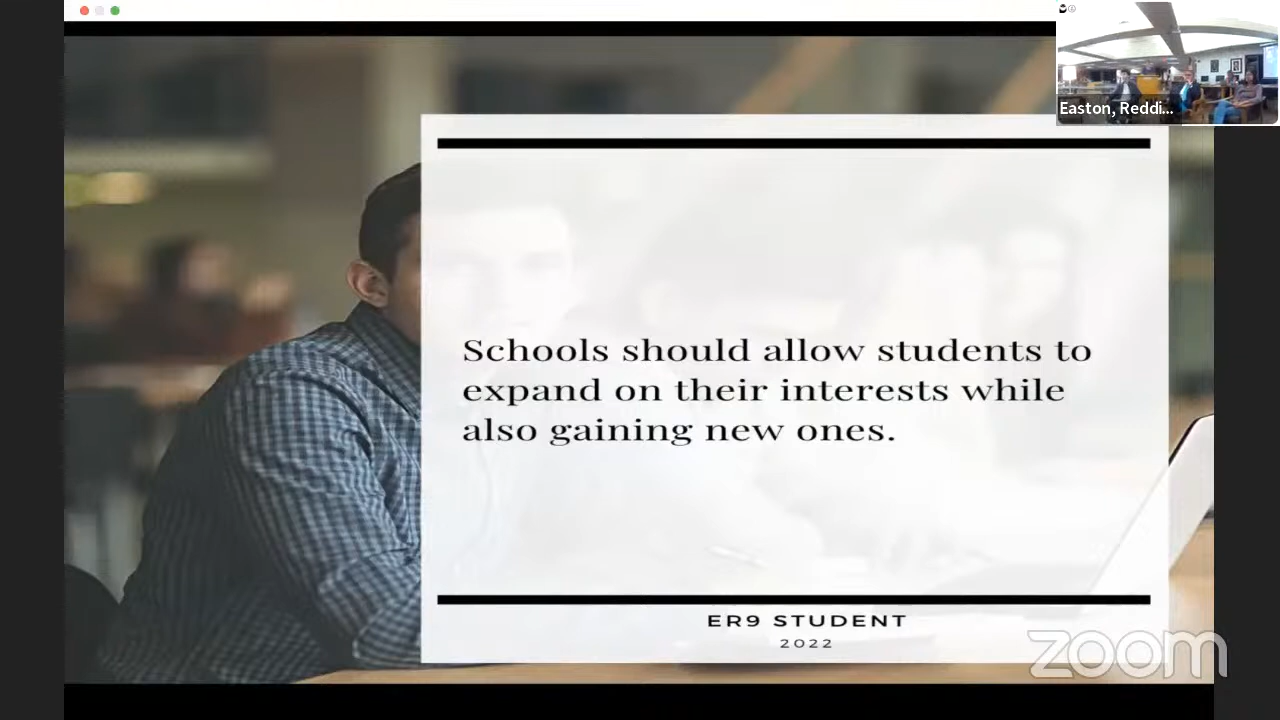 Easton, Reddi...
Schools should allow students to
expand on their interests while
also gaining new ones.
ER9 STUDENT
2022
zoom